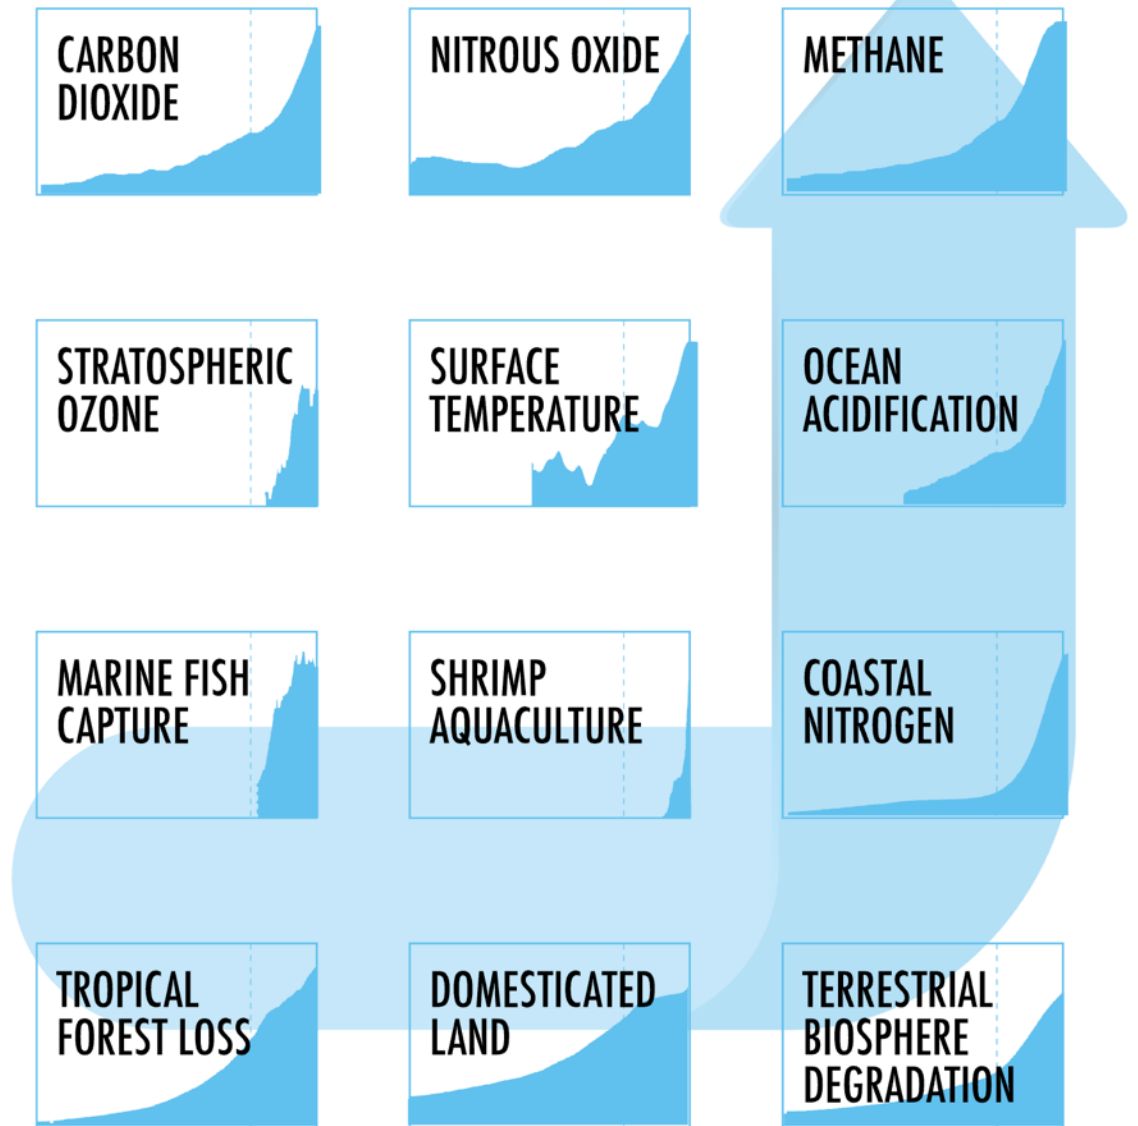 CARBON
DIOXIDE
NITROUS OXIDE
METHANE
STRATOSPHERIC
OZONE
SURFACE
TEMPERATURE
OCEAN
ACIDIFICATION
MARINE FISH
CAPTURE
SHRIMP
AQUACULTURE
COASTAL
NITROGEN
TROPICAL
FOREST LOSS
DOMESTICATED
LAND
TERRESTRIAL
BIOSPHERE
DEGRADATION